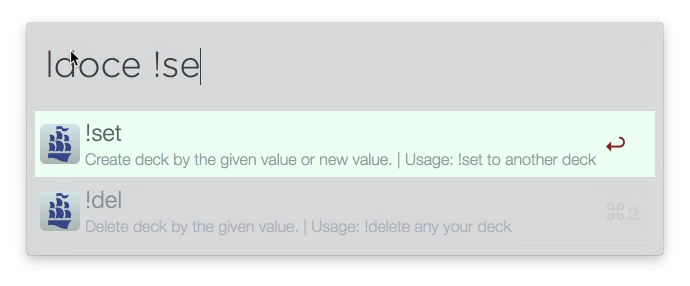 ldoce !se
!set
Create deck by the given value or new value. | Usage: !set to another deck
!del
Delete deck by the given value. | Usage: !delete any your deck
⌘2